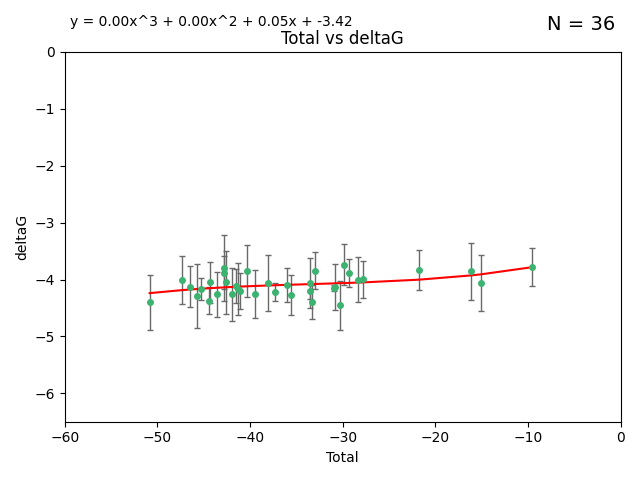 y = 0.00x^3 + 0.00x^2 + 0.05x + -3.42
N = 36
Total vs deltaG
0
−1
−2
−3
−4
−5
−6
deltaG
−60 −50 −40 −30 −20 −10 0
Total